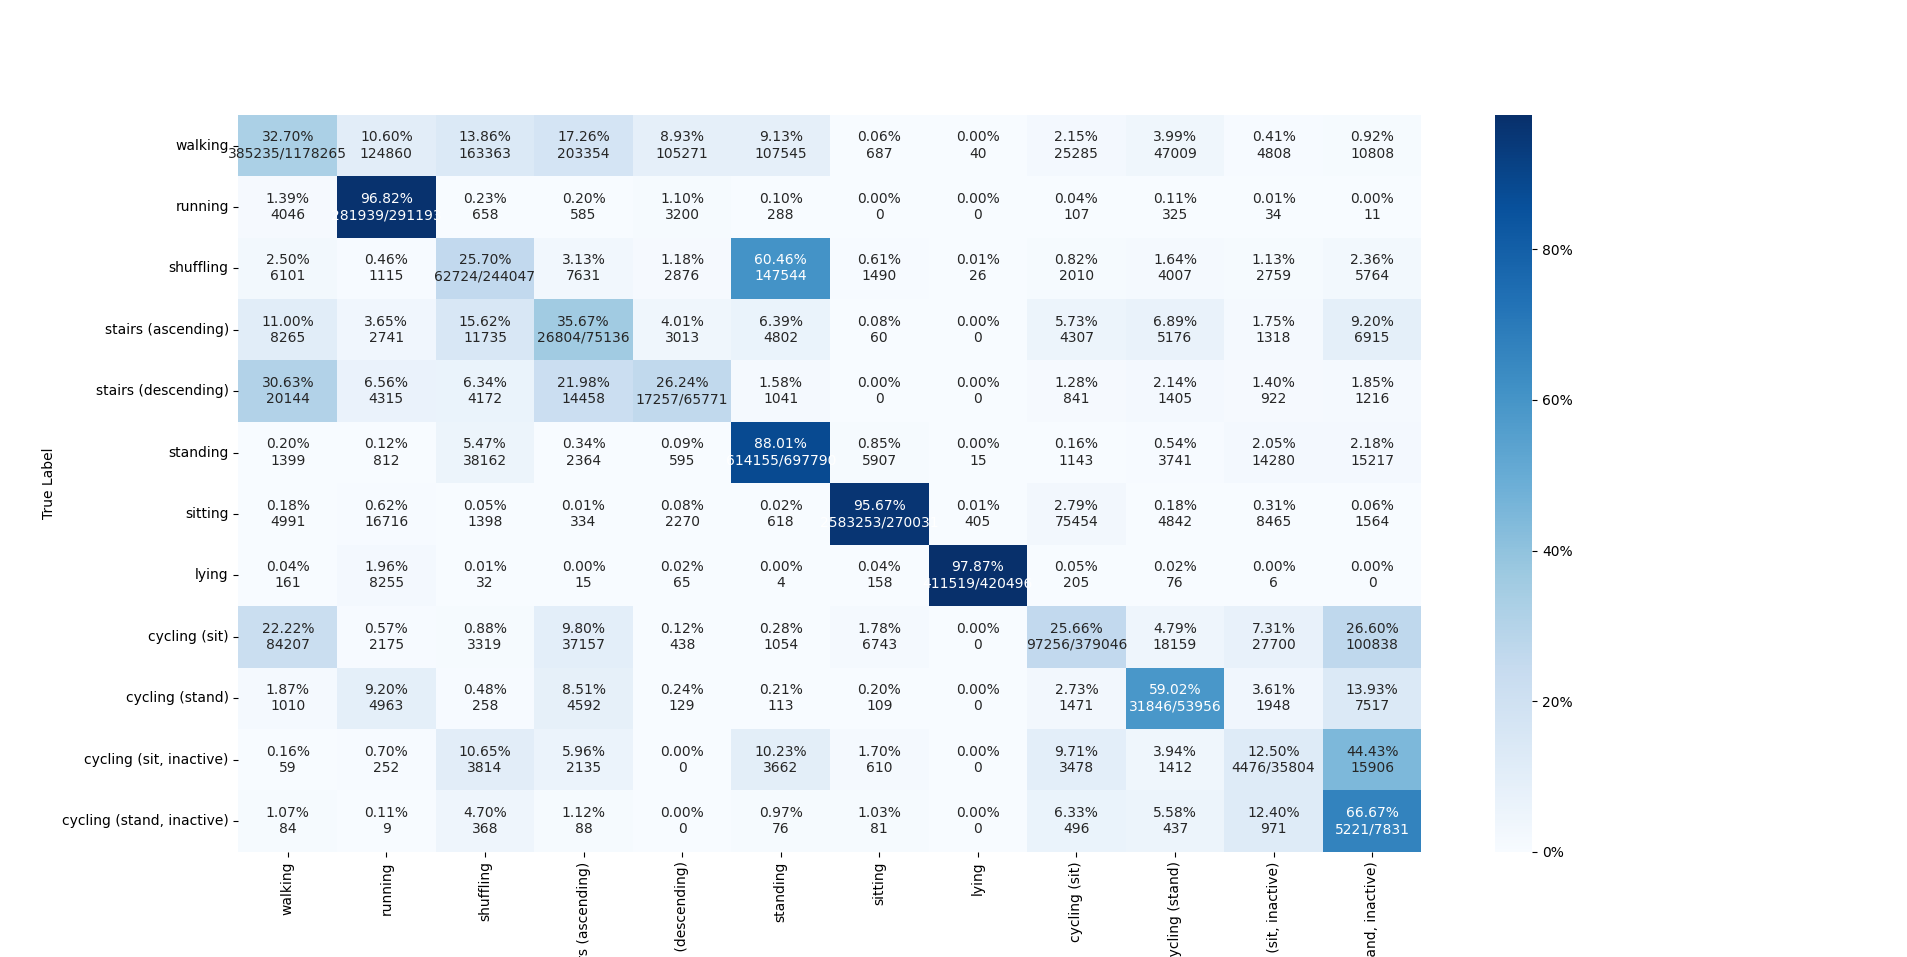 walking
32.70% 10.60% 13.86% 17.26% 8.93% 9.13% 0.06% 0.00% 2.15% 3.99% 0.41% 0.92%
385235/1178265 124860 163363 203354 105271 107545 687 40 25285 47009 4808 10808
running
1.39% 96.82% 0.23% 0.20% 1.10% 0.10% 0.00% 0.00% 0.04% 0.11% 0.01% 0.00%
4046 281939/291193 658 585 3200 288 0 0 107 325 34 11
shuffling
2.50% 0.46% 25.70% 3.13% 1.18% 60.46% 0.61% 0.01% 0.82% 1.64% 1.13% 2.36%
6101 1115 62724/244047 7631 2876 147544 1490 26 2010 4007 2759 5764
stairs (ascending)
11.00% 3.65% 15.62% 35.67% 4.01% 6.39% 0.08% 0.00% 5.73% 6.89% 1.75% 9.20%
8265 2741 11735 26804/75136 3013 4802 60 0 4307 5176 1318 6915
stairs (descending)
30.63% 6.56% 6.34% 21.98% 26.24% 1.58% 0.00% 0.00% 1.28% 2.14% 1.40% 1.85%
20144 4315 4172 14458 17257/65771 1041 0 0 841 1405 922 1216
standing
0.20% 0.12% 5.47% 0.34% 0.09% 88.01% 0.85% 0.00% 0.16% 0.54% 2.05% 2.18%
1399 812 38162 2364 595 614155/697790 5907 15 1143 3741 14280 15217
sitting
0.18% 0.62% 0.05% 0.01% 0.08% 0.02% 95.67% 0.01% 2.79% 0.18% 0.31% 0.06%
4991 16716 1398 334 2270 618 583253/27003 405 75454 4842 8465 1564
lying
0.04% 1.96% 0.01% 0.00% 0.02% 0.00% 0.04% 97.87% 0.05% 0.02% 0.00% 0.00%
161 8255 32 15 65 4 158 411519/420496 205 76 6 0
cycling (sit)
22.22% 0.57% 0.88% 9.80% 0.12% 0.28% 1.78% 0.00% 25.66% 4.79% 7.31% 26.60%
84207 2175 3319 37157 438 1054 6743 0 97256/379046 18159 27700 100838
cycling (stand)
1.87% 9.20% 0.48% 8.51% 0.24% 0.21% 0.20% 0.00% 2.73% 59.02% 3.61% 13.93%
1010 4963 258 4592 129 113 109 0 1471 31846/53956 1948 7517
cycling (sit, inactive)
0.16% 0.70% 10.65% 5.96% 0.00% 10.23% 1.70% 0.00% 9.71% 3.94% 12.50% 44.43%
59 252 3814 2135 0 3662 610 0 3478 1412 4476/35804 15906
cycling (stand, inactive)
1.07% 0.11% 4.70% 1.12% 0.00% 0.97% 1.03% 0.00% 6.33% 5.58% 12.40% 66.67%
84 9 368 88 0 76 81 0 496 437 971 5221/7831
True Label
walking
running
shuffling
s (ascending)
(descending)
standing
sitting
lying
cycling (sit)
ycling (stand)
(sit, inactive)
and, inactive)
80%
60%
40%
20%
0%